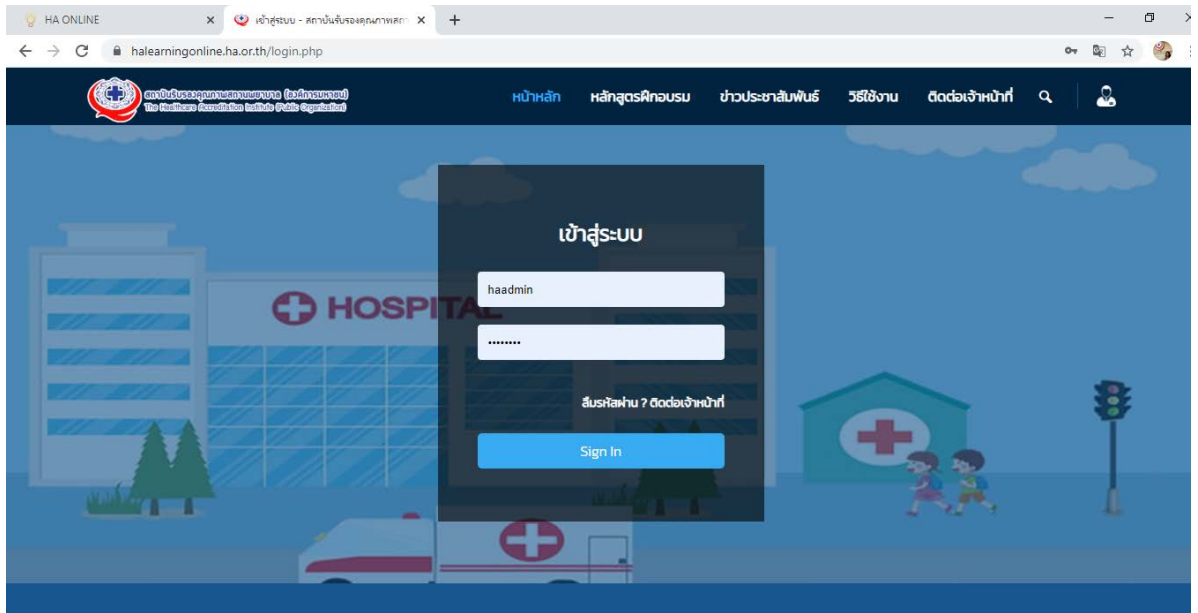 HA ONLINE
เข้าสู่ระบบ - สถาบันรับรองคุณภาพสถา
halearningonline.ha.or.th/login.php
สถาบันรับรองคุณภาพสถานพยาบาล (องค์การมหาชน)
The Healthcare Accreditation Institute (Public Organization)
หน้าหลัก หลักสูตรฝึกอบรม ข่าวประชาสัมพันธ์ วิธีใช้งาน ติดต่อเจ้าหน้าที่
เข้าสู่ระบบ
haadmin
HOSPITAL
........
ลืมรหัสผ่าน ? ติดต่อเจ้าหน้าที่
Sign In